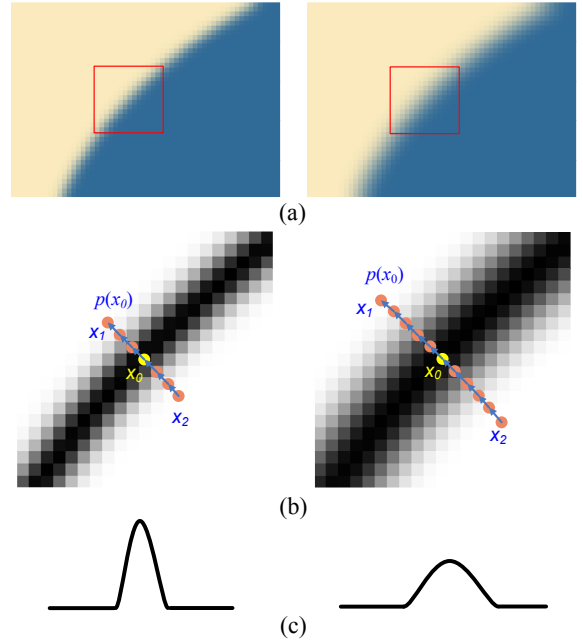 (a)
p(x₀)
x₁
x₀
x₂
p(x₀)
x₁
x₀
x₂
(b)
(c)